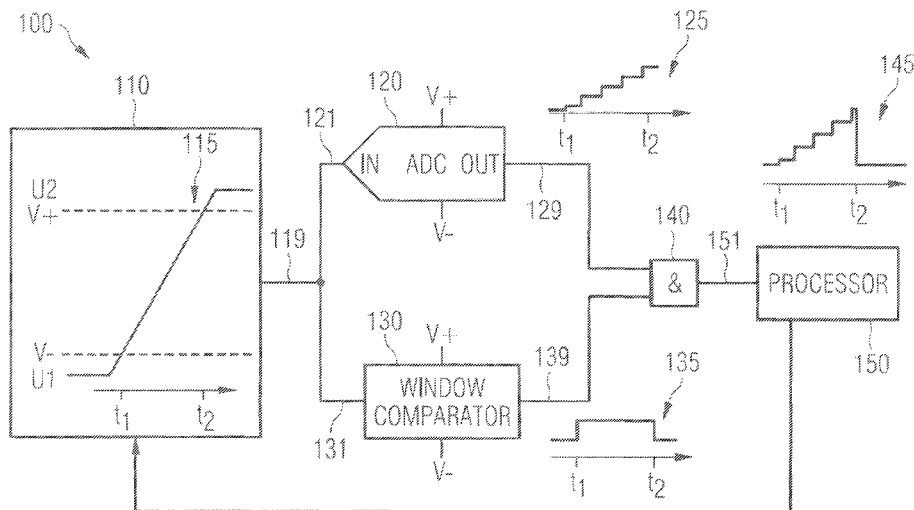 100
110
115
U2
V+
V-
U1
t1 t2
119
121
120
V+
IN ADC OUT
V-
129
125
t1 t2
145
t1 t2
140
&
151
PROCESSOR
150
130
V+
WINDOW
COMPARATOR
V-
131
139
135
t1 t2